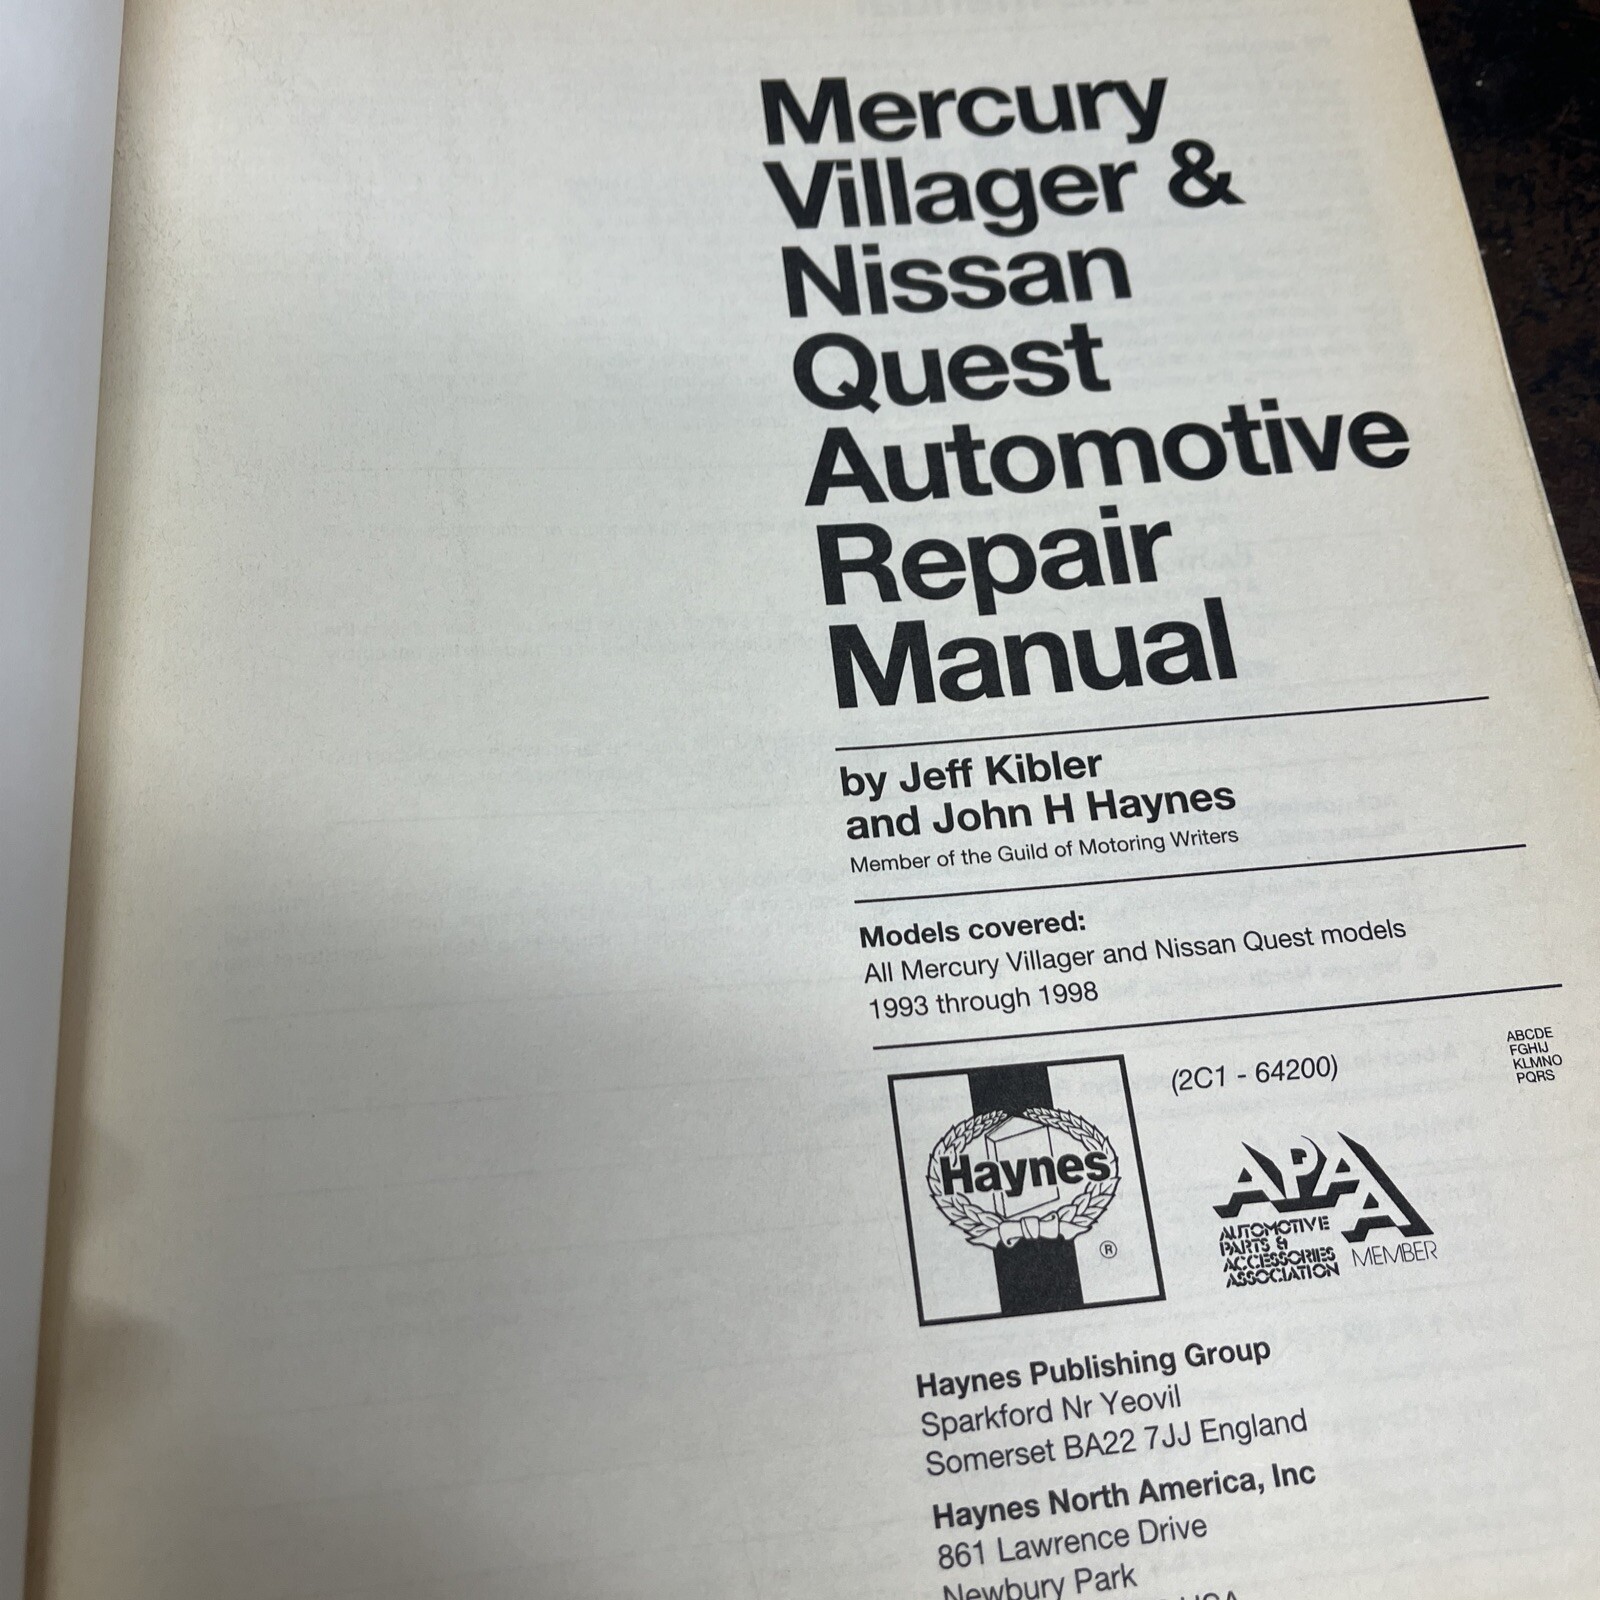 Mercury
Villager &
Nissan
Quest
Automotive
Repair
Manual
by Jeff Kibler
and John H Haynes
Member of the Guild of Motoring Writers
Models covered:
All Mercury Villager and Nissan Quest models
1993 through 1998
(2C1 - 64200)
ABCDE
FGHIJ
KLMNO
PQRS
Haynes
®
APAA
AUTOMOTIVE
PARTS &
ACCESSORIES
ASSOCIATION
MEMBER
Haynes Publishing Group
Sparkford Nr Yeovil
Somerset BA22 7JJ England
Haynes North America, Inc
861 Lawrence Drive
Newbury Park
USA